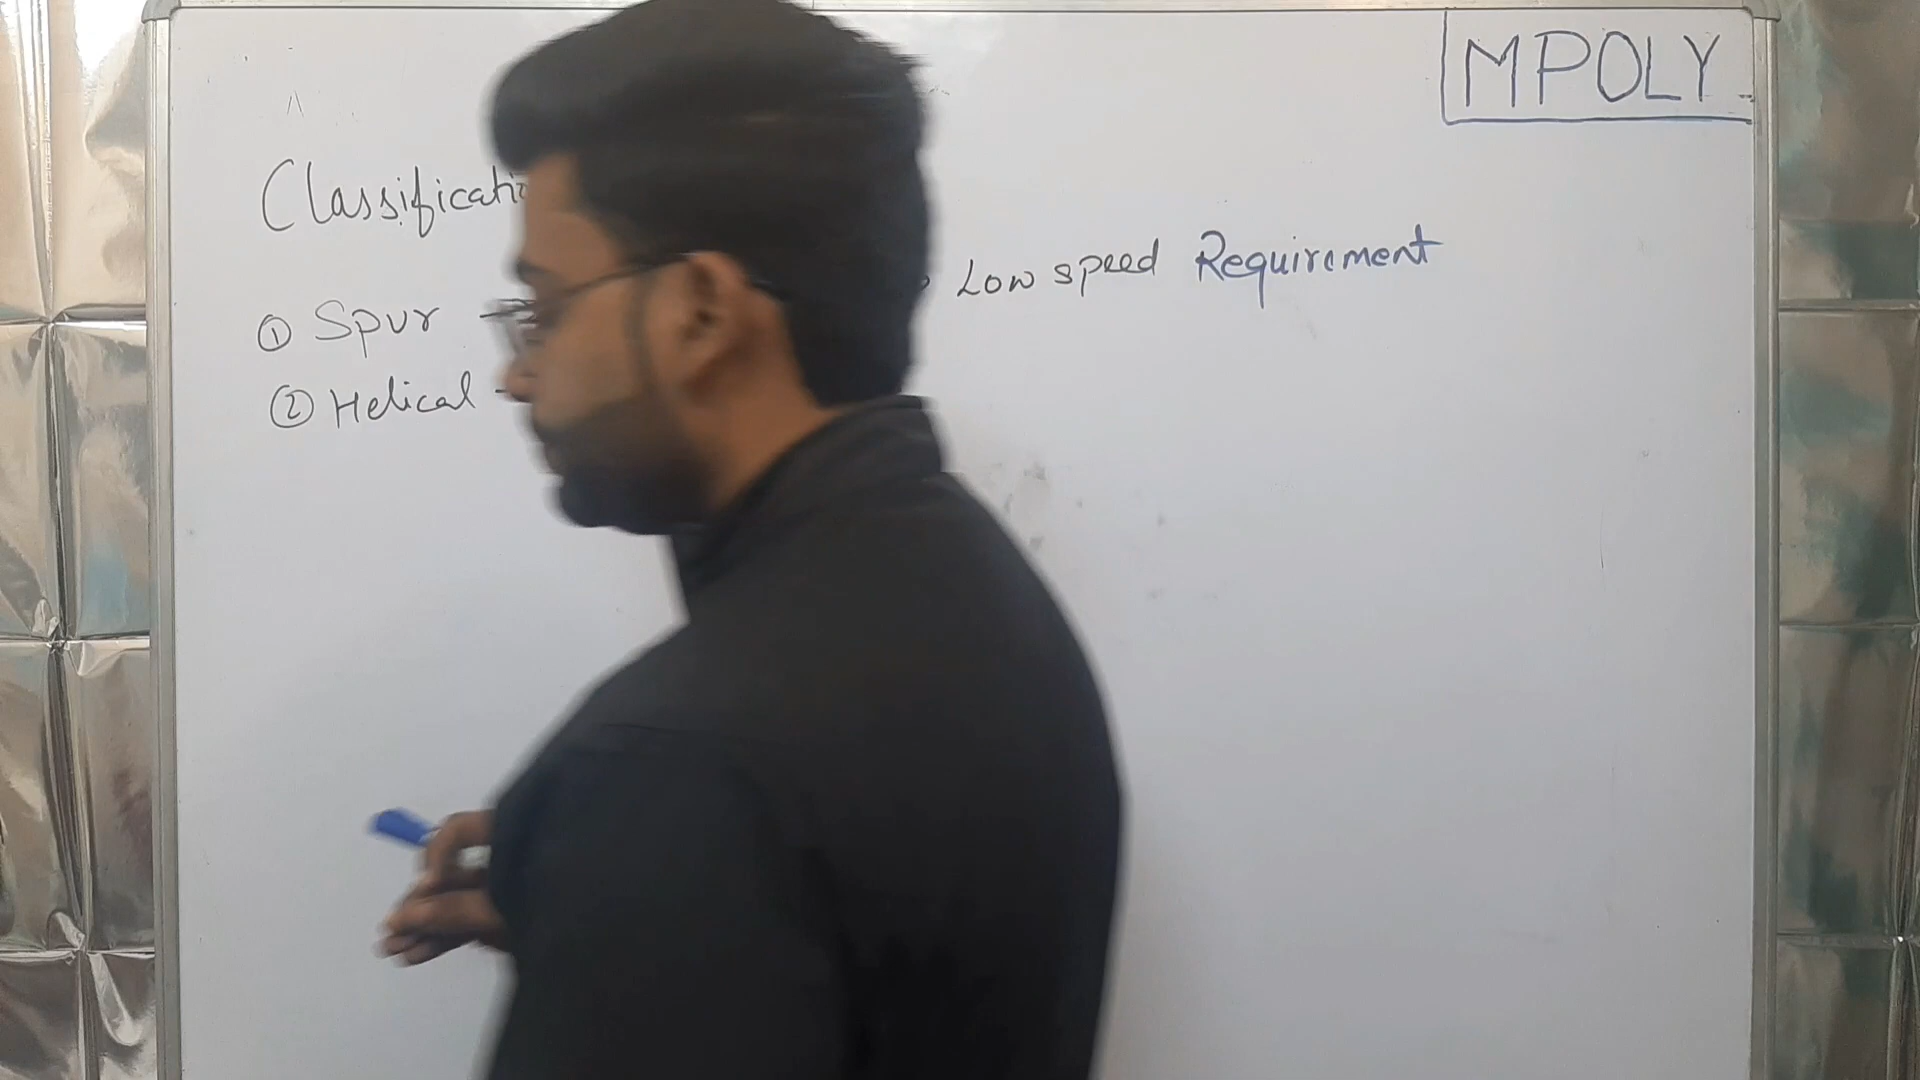 MPOLY
Classificati
Low speed Requirement
① Spur
② Helical